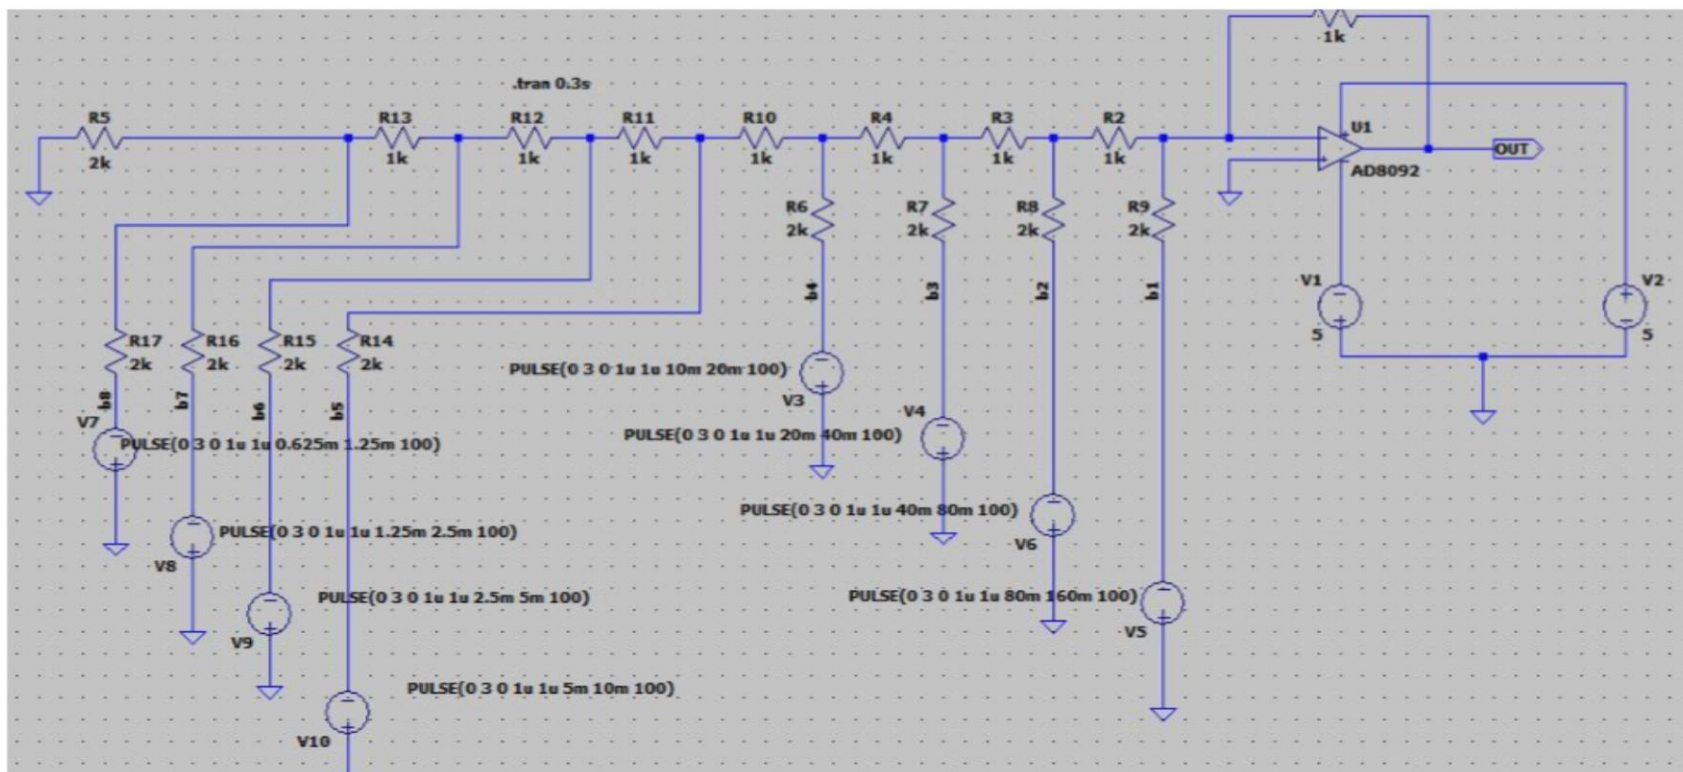 1k
.tran 0.3s
R5
2k
R13
1k
R12
1k
R11
1k
R10
1k
R4
1k
R3
1k
R2
1k
U1
AD8092
OUT
R6
2k
R7
2k
R8
2k
R9
2k
b4
b3
b2
b1
V1
5
V2
5
R17
2k
R16
2k
R15
2k
R14
2k
b8
b7
b6
b5
PULSE(0 3 0 1u 1u 10m 20m 100)
V3
V7
PULSE(0 3 0 1u 1u 0.625m 1.25m 100)
V4
PULSE(0 3 0 1u 1u 20m 40m 100)
PULSE(0 3 0 1u 1u 1.25m 2.5m 100)
V8
PULSE(0 3 0 1u 1u 40m 80m 100)
V6
PULSE(0 3 0 1u 1u 2.5m 5m 100)
V9
PULSE(0 3 0 1u 1u 80m 160m 100)
V5
PULSE(0 3 0 1u 1u 5m 10m 100)
V10